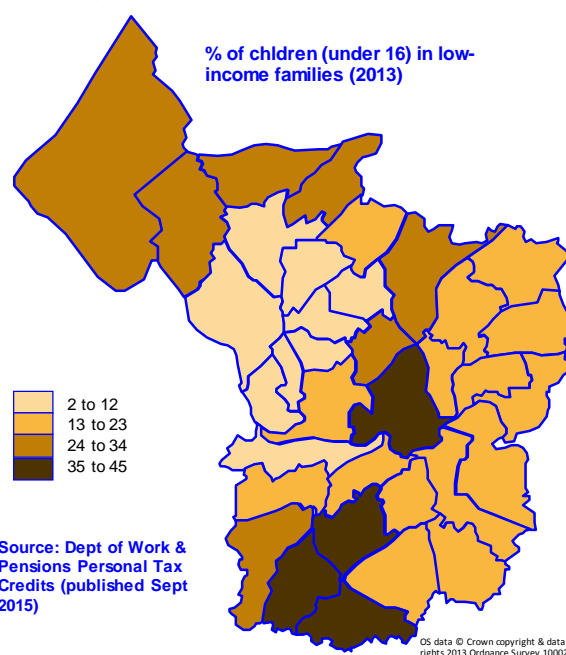 % of chldren (under 16) in low-
income families (2013)
2 to 12
13 to 23
24 to 34
35 to 45
Source: Dept of Work &
Pensions Personal Tax
Credits (published Sept
2015)
OS data © Crown copyright & data
rights 2013 Ordnance Survey 10002